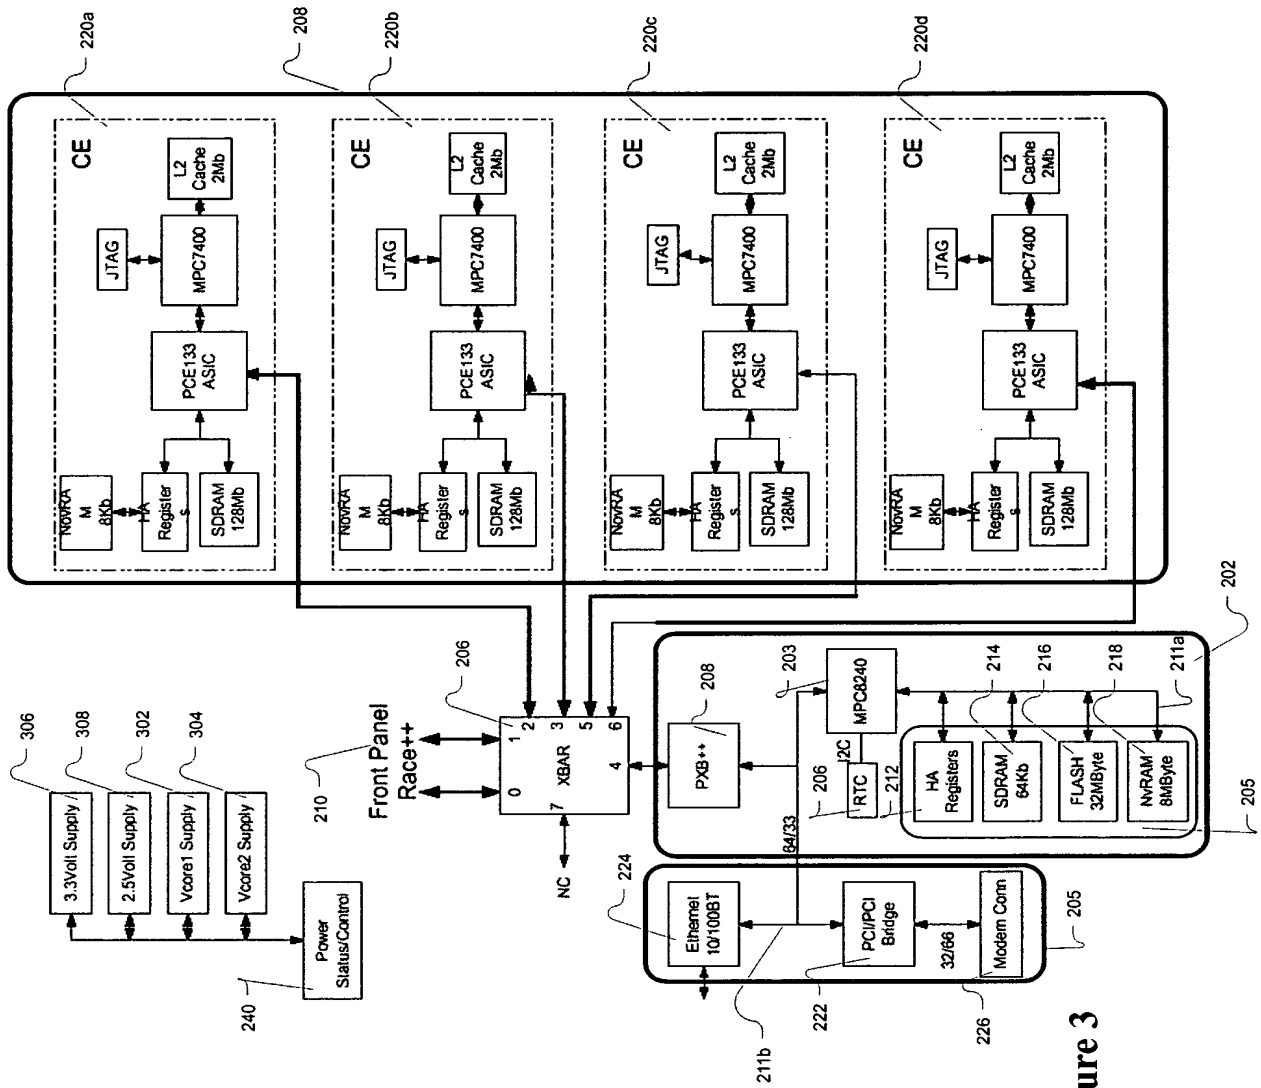 220a
208
220b
220c
220d
CE
L2
Cache
2Mb
JTAG
MPC7400
PCE133
ASIC
NovRA
M
8Kb
HA
Register
s
SDRAM
128Mb
CE
L2
Cache
2Mb
JTAG
MPC7400
PCE133
ASIC
NovRA
M
8Kb
HA
Register
s
SDRAM
128Mb
CE
L2
Cache
2Mb
JTAG
MPC7400
PCE133
ASIC
NovRA
M
8Kb
HA
Register
s
SDRAM
128Mb
CE
L2
Cache
2Mb
JTAG
MPC7400
PCE133
ASIC
NovRA
M
8Kb
HA
Register
s
SDRAM
128Mb
306
308
302
304
3.3Volt Supply
2.5Volt Supply
Vcore1 Supply
Vcore2 Supply
Power
Status/Control
240
210
Front Panel
Race++
206
0
1
2
3
5
6
4
7
XBAR
NC
202
203
208
PXB++
MPC8240
I2C
RTC
206
212
214
216
218
211a
HA
Registers
SDRAM
64Kb
FLASH
32MByte
NvRAM
8MByte
205
64/33
224
Ethernet
10/100BT
PCI/PCI
Bridge
32/66
Modem Conn
205
211b
222
226
ure 3